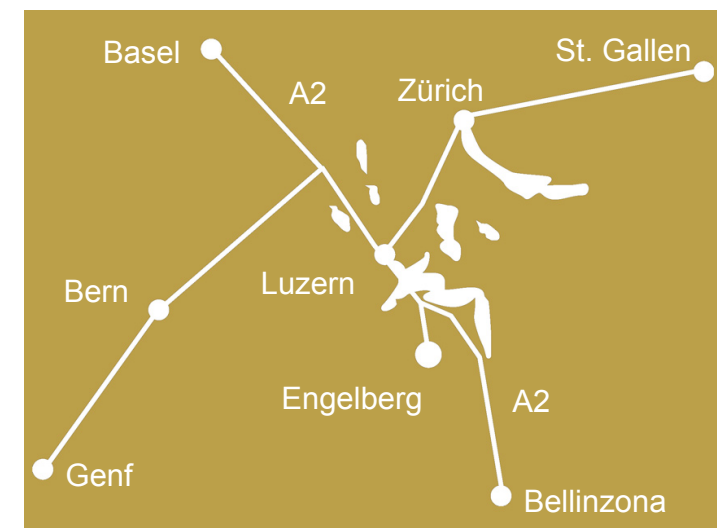 Basel
St. Gallen
A2
Zürich
Luzern
Bern
Engelberg
A2
Genf
Bellinzona